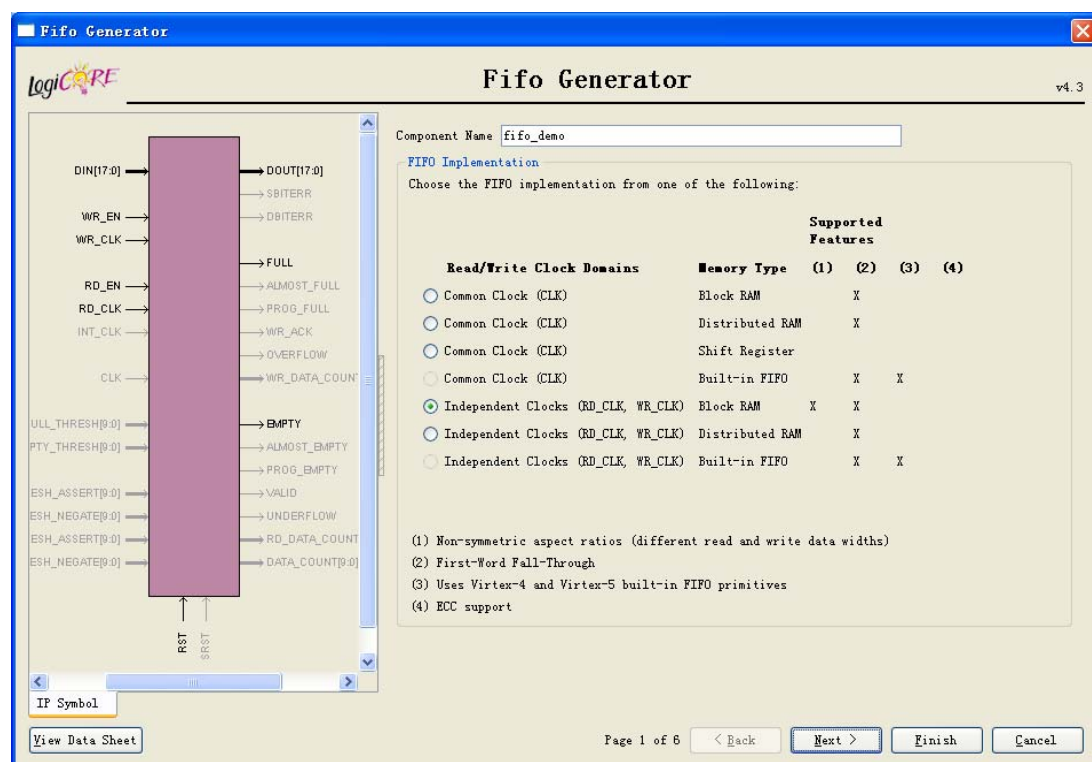 Fifo Generator
LogiCORE
Fifo Generator
v4.3
DIN[17:0]
WR_EN
WR_CLK
RD_EN
RD_CLK
INT_CLK
CLK
ULL_THRESH[9:0]
PTY_THRESH[9:0]
ESH_ASSERT[9:0]
ESH_NEGATE[9:0]
ESH_ASSERT[9:0]
ESH_NEGATE[9:0]
DOUT[17:0]
SBITERR
DBITERR
FULL
ALMOST_FULL
PROG_FULL
WR_ACK
OVERFLOW
WR_DATA_COUN
EMPTY
ALMOST_EMPTY
PROG_EMPTY
VALID
UNDERFLOW
RD_DATA_COUNT
DATA_COUNT[9:0]
RST
SRST
IP Symbol
Component Name fifo_demo
FIFO Implementation
Choose the FIFO implementation from one of the following:
Supported
Features
Read/Write Clock Domains Memory Type (1) (2) (3) (4)
Common Clock (CLK) Block RAM X
Common Clock (CLK) Distributed RAM X
Common Clock (CLK) Shift Register
Common Clock (CLK) Built-in FIFO X X
Independent Clocks (RD_CLK, WR_CLK) Block RAM X X
Independent Clocks (RD_CLK, WR_CLK) Distributed RAM X
Independent Clocks (RD_CLK, WR_CLK) Built-in FIFO X X
(1) Non-symmetric aspect ratios (different read and write data widths)
(2) First-Word Fall-Through
(3) Uses Virtex-4 and Virtex-5 built-in FIFO primitives
(4) ECC support
View Data Sheet
Page 1 of 6 < Back Next > Finish Cancel